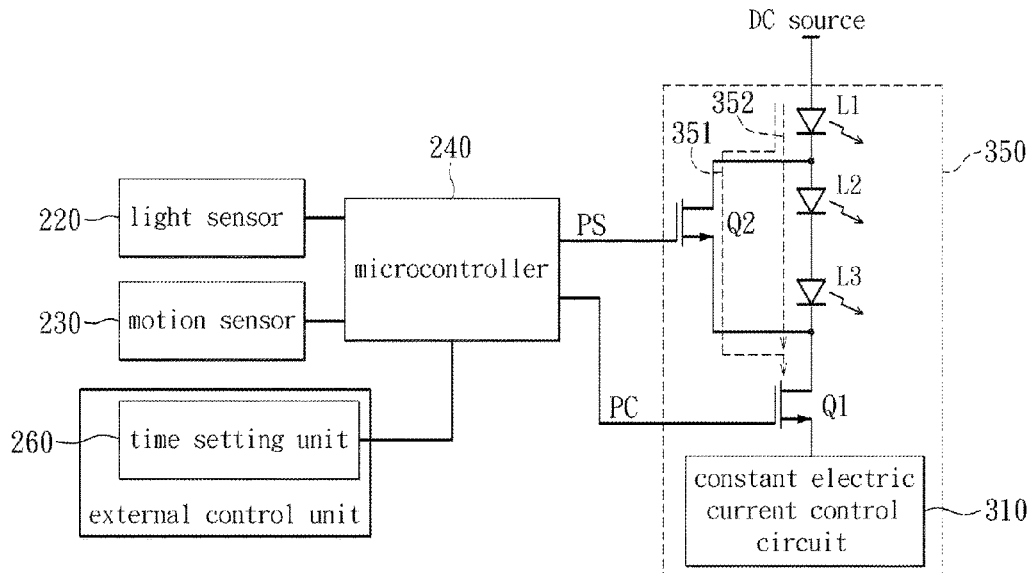 DC source
L1
352
351
350
240
L2
220
light sensor
PS
Q2
microcontroller
L3
230
motion sensor
PC
Q1
260
time setting unit
external control unit
constant electric
current control
circuit
310